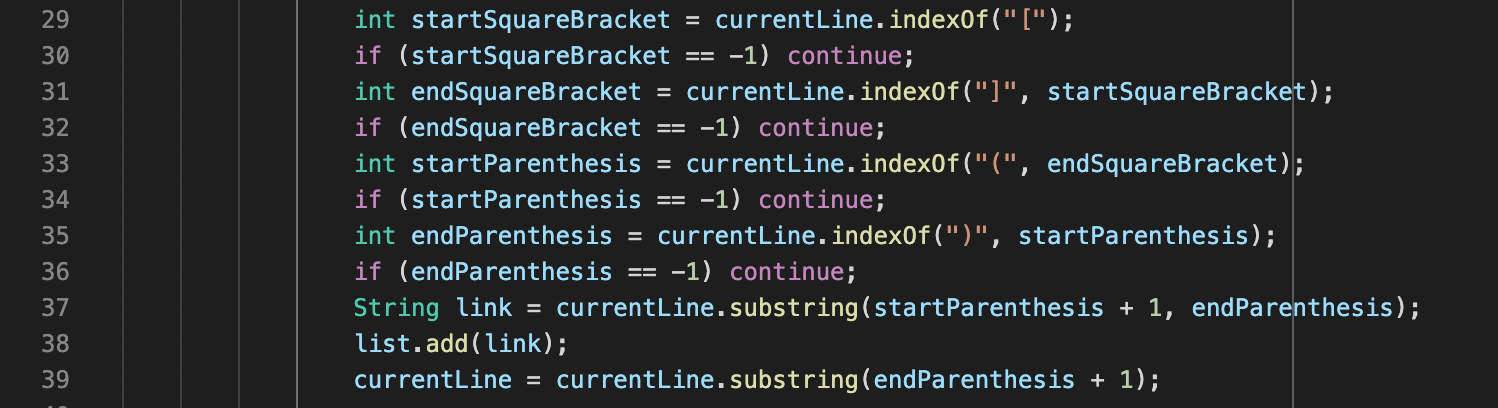 29 int startSquareBracket = currentLine.indexOf("[");
30 if (startSquareBracket == -1) continue;
31 int endSquareBracket = currentLine.indexOf("]", startSquareBracket);
32 if (endSquareBracket == -1) continue;
33 int startParenthesis = currentLine.indexOf("(", endSquareBracket);
34 if (startParenthesis == -1) continue;
35 int endParenthesis = currentLine.indexOf(")", startParenthesis);
36 if (endParenthesis == -1) continue;
37 String link = currentLine.substring(startParenthesis + 1, endParenthesis);
38 list.add(link);
39 currentLine = currentLine.substring(endParenthesis + 1);